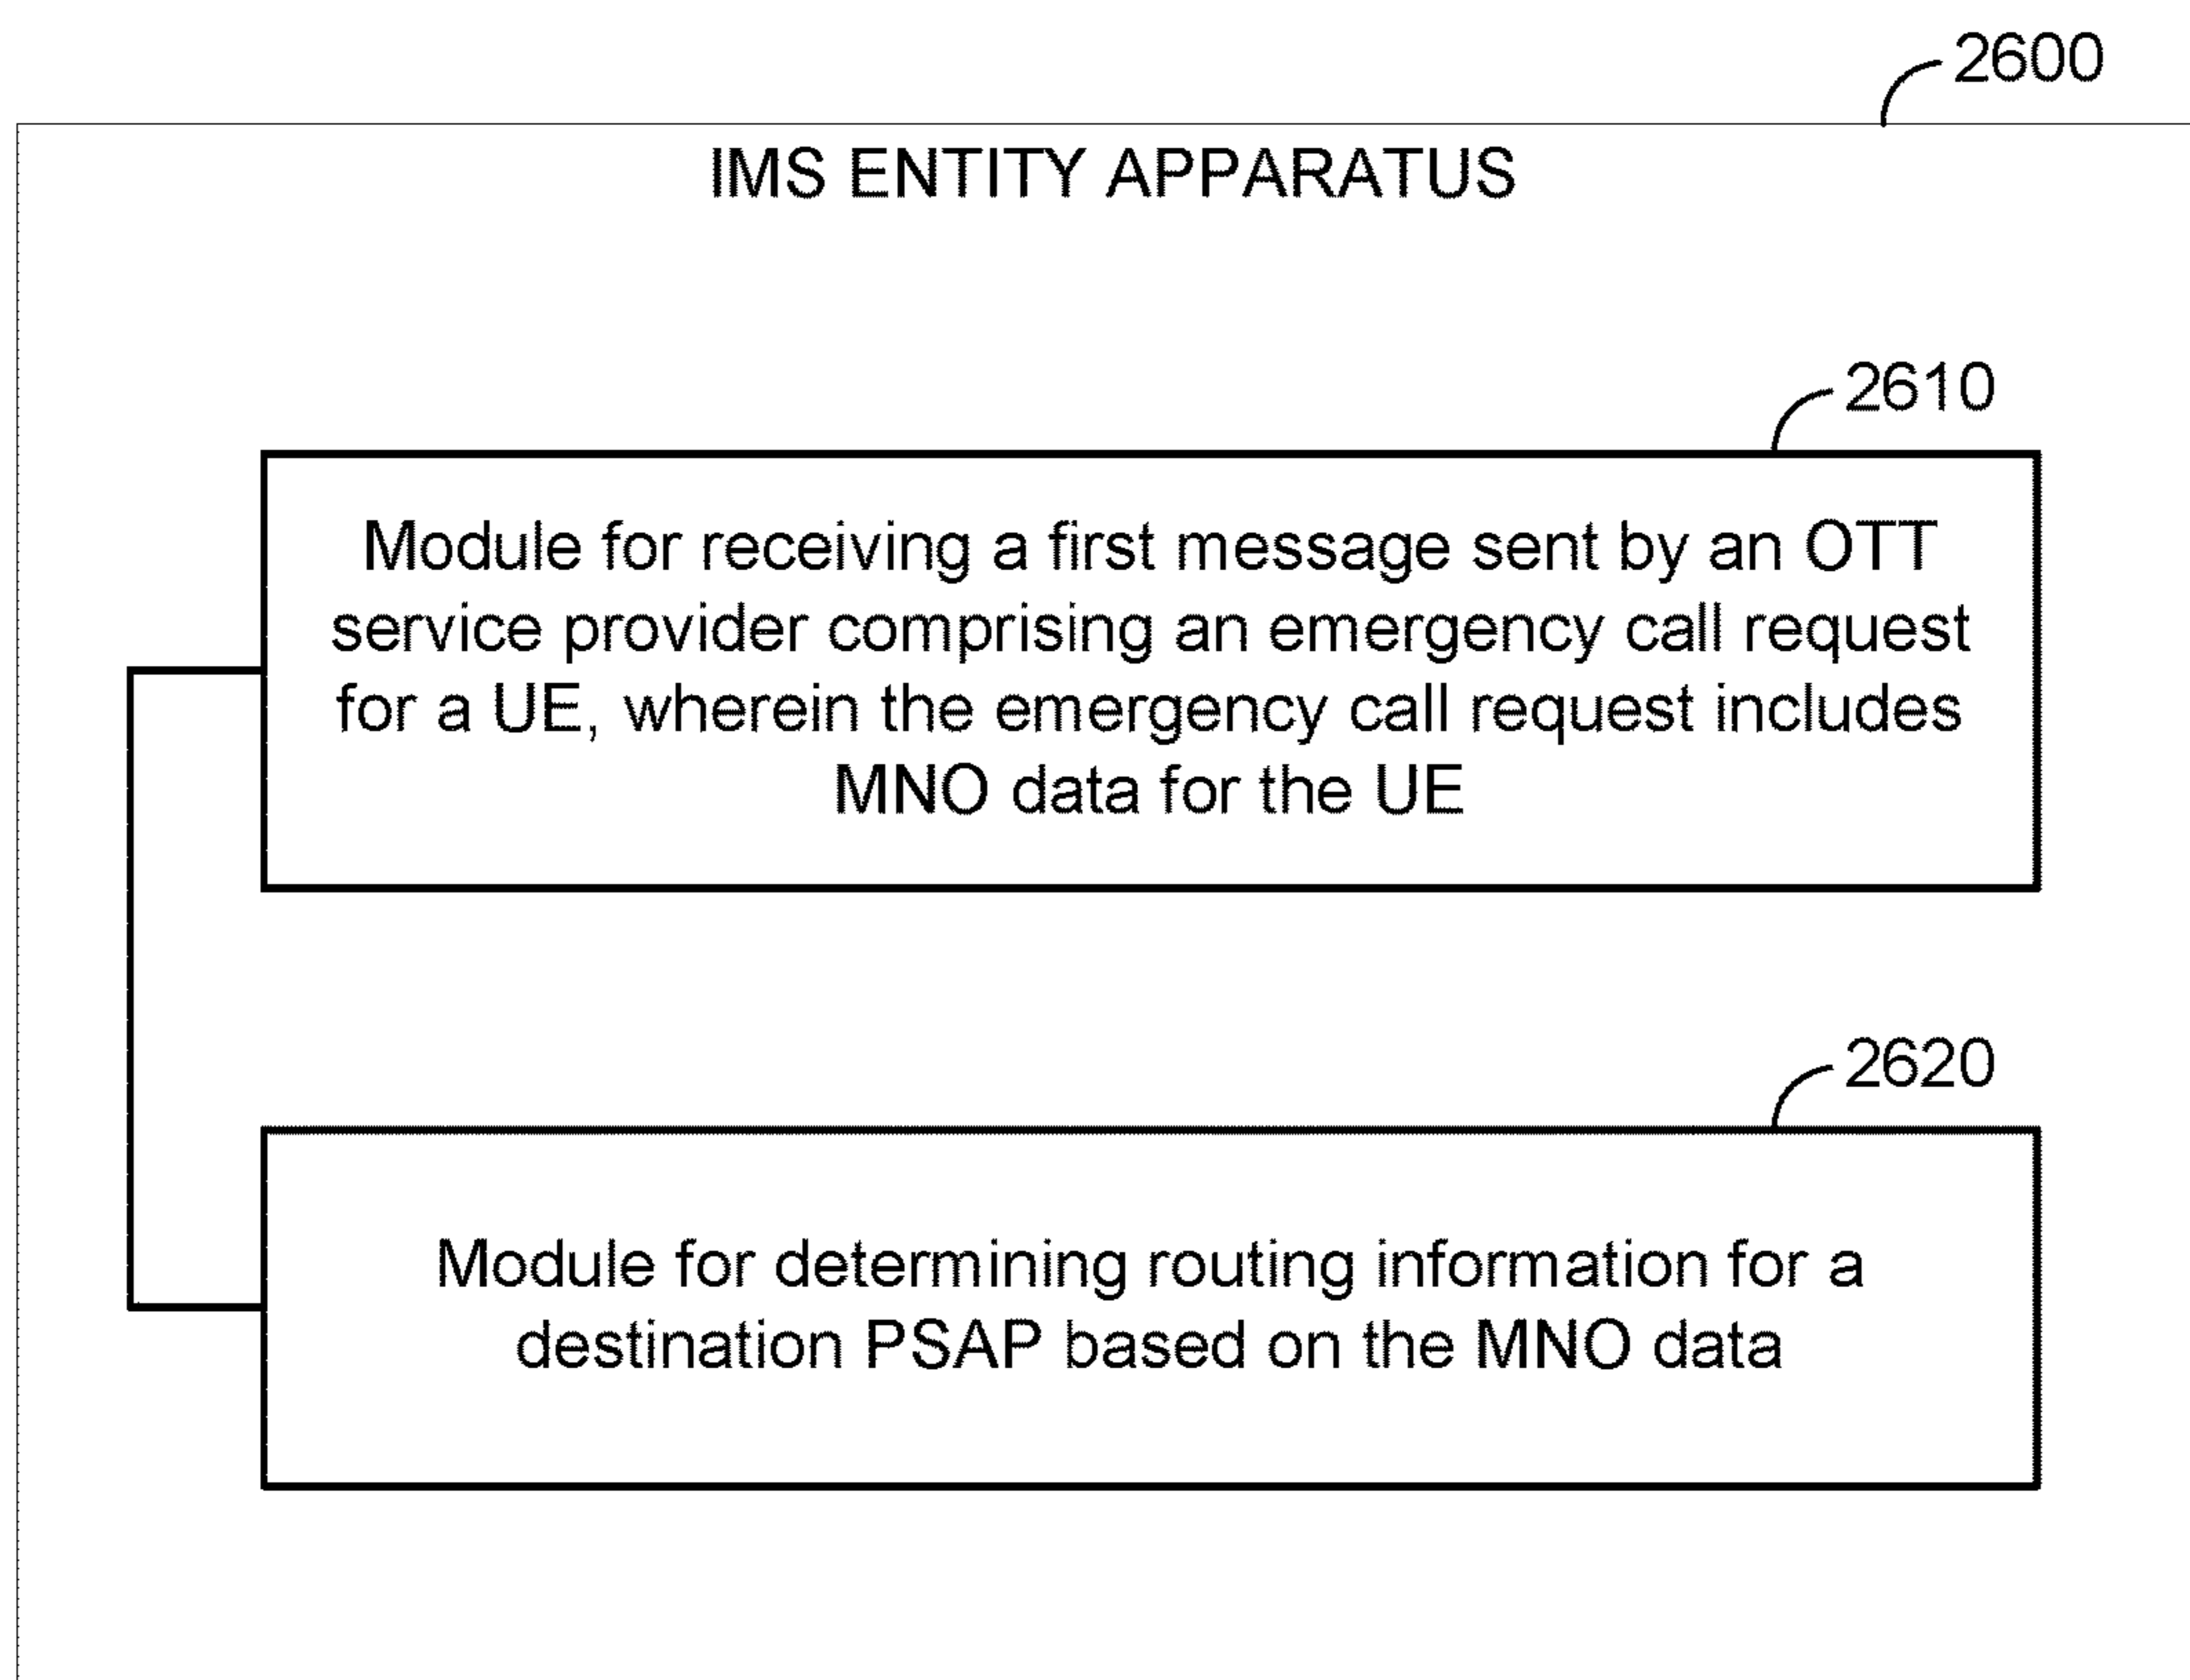 2600
IMS ENTITY APPARATUS
2610
Module for receiving a first message sent by an OTT
service provider comprising an emergency call request
for a UE, wherein the emergency call request includes
MNO data for the UE
2620
Module for determining routing information for a
destination PSAP based on the MNO data